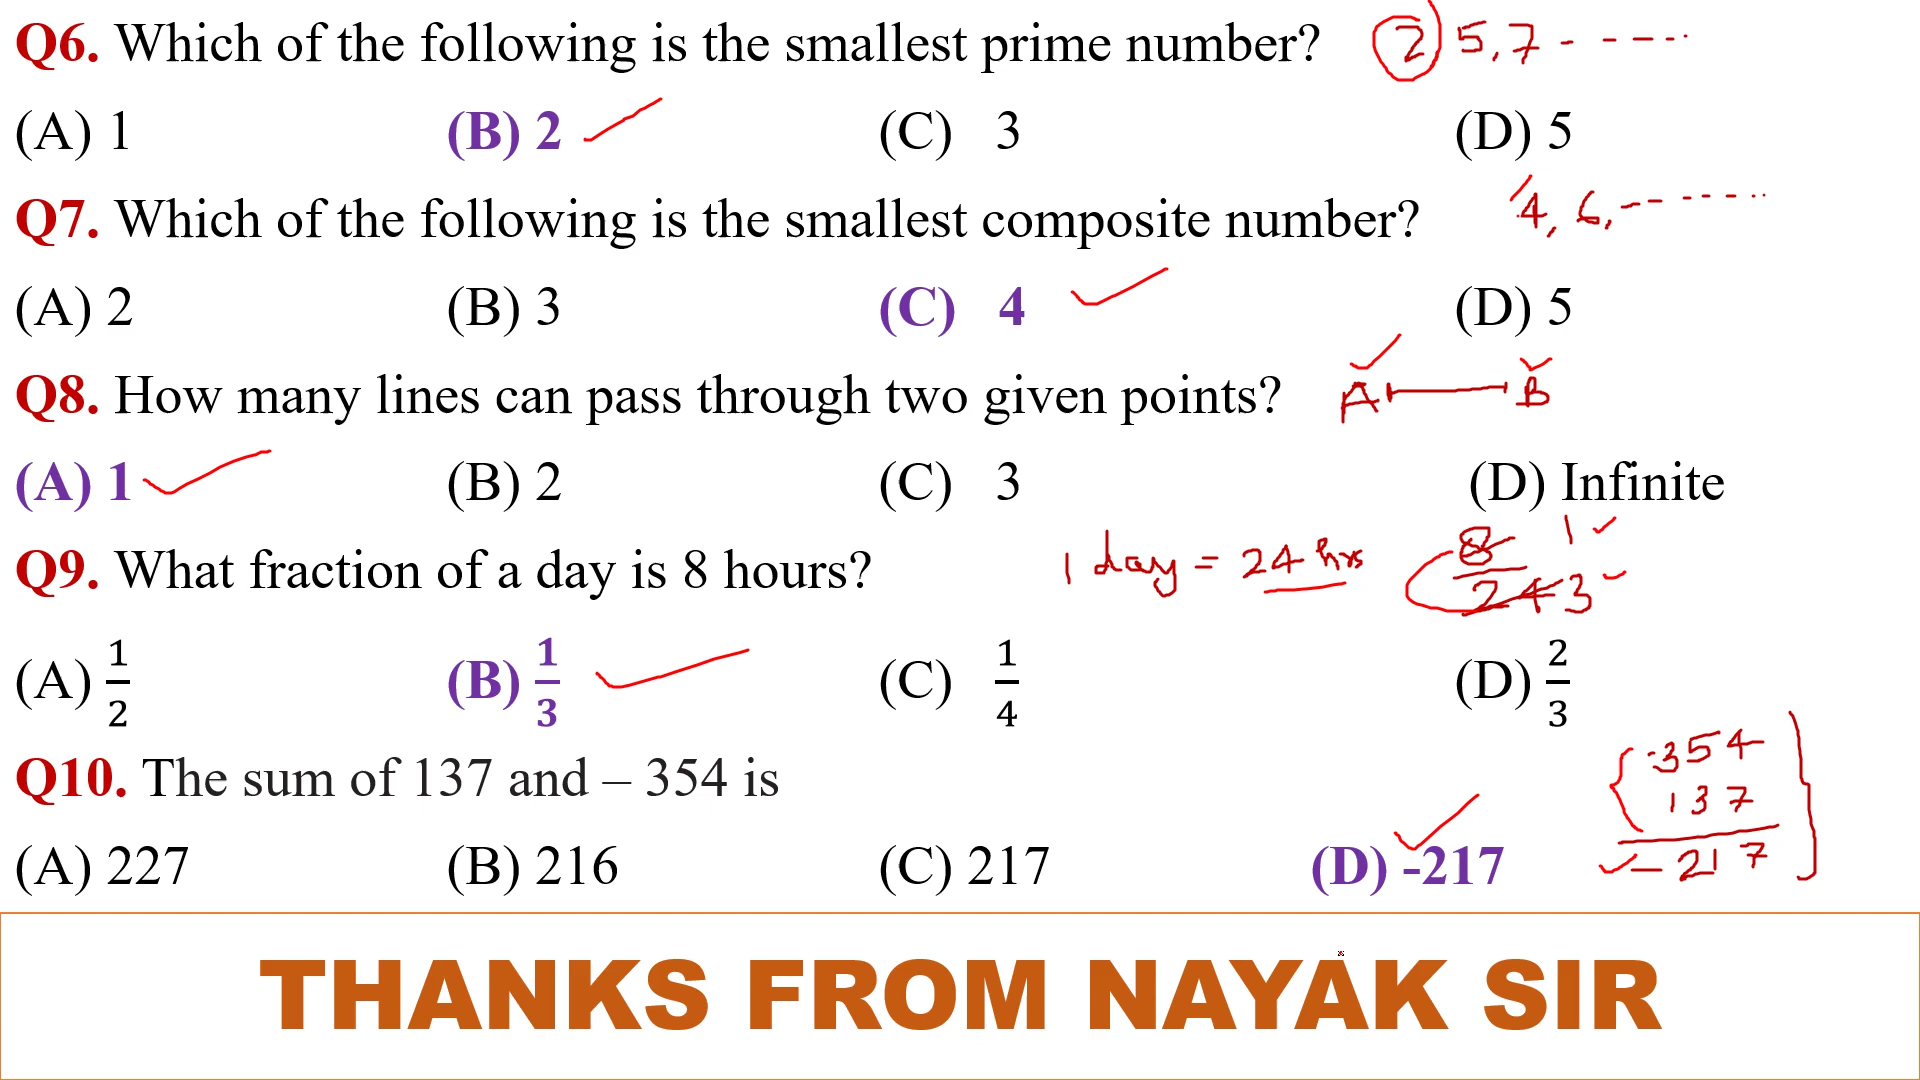 Q6. Which of the following is the smallest prime number? 2 5, 7 - - - - -
(A) 1 (B) 2 (C) 3 (D) 5
Q7. Which of the following is the smallest composite number? 4, 6, - - - - - - -
(A) 2 (B) 3 (C) 4 (D) 5
Q8. How many lines can pass through two given points? A B
(A) 1 (B) 2 (C) 3 (D) Infinite
Q9. What fraction of a day is 8 hours? 1 day = 24 hrs 8/24 1 3
(A) 1/2 (B) 1/3 (C) 1/4 (D) 2/3
Q10. The sum of 137 and – 354 is
-354
137
-217
(A) 227 (B) 216 (C) 217 (D) -217
THANKS FROM NAYAK SIR